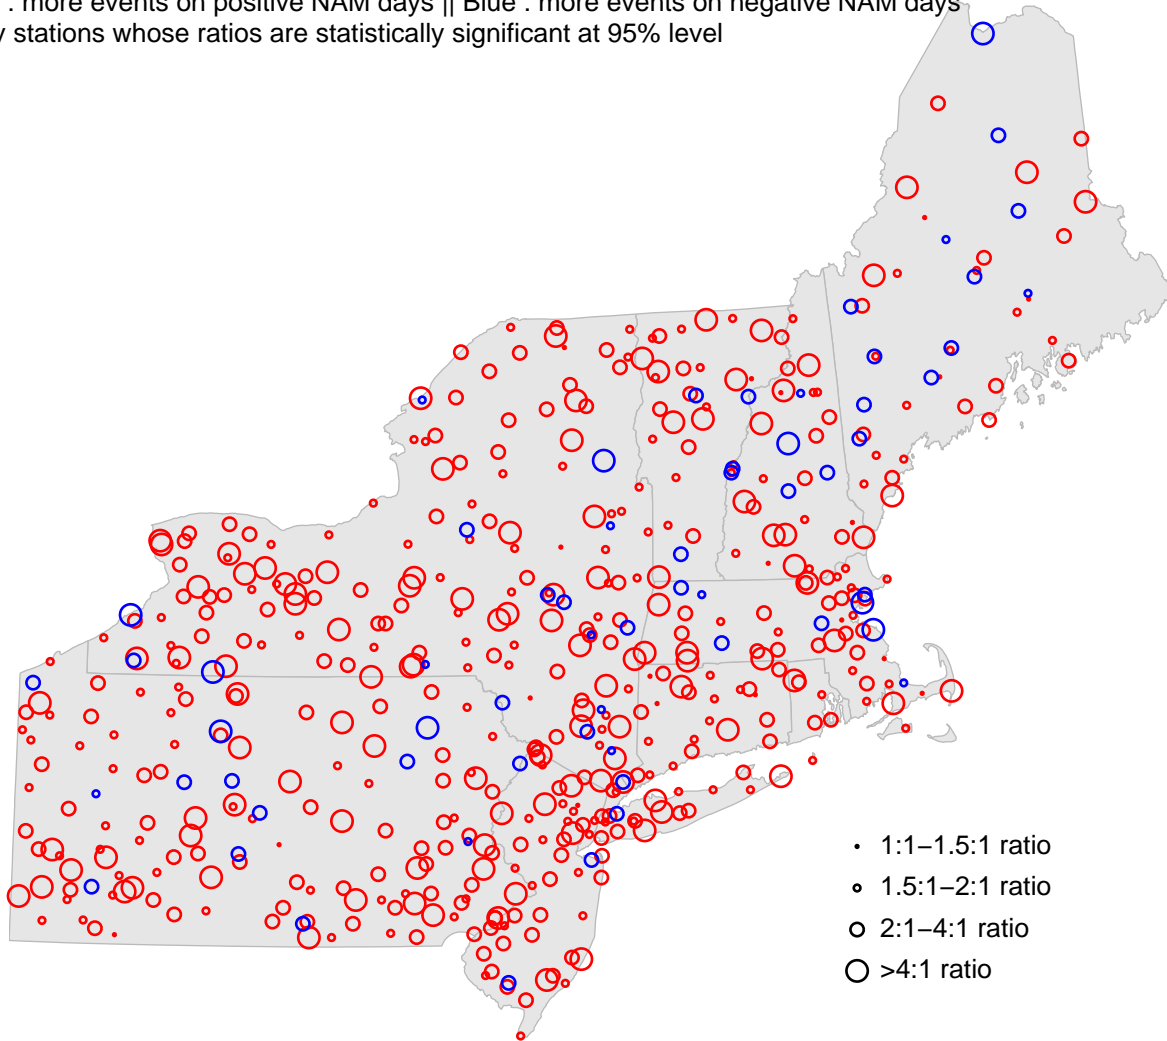 : more events on positive NAM days || Blue : more events on negative NAM days
y stations whose ratios are statistically significant at 95% level
1:1−1.5:1 ratio
1.5:1−2:1 ratio
2:1−4:1 ratio
>4:1 ratio